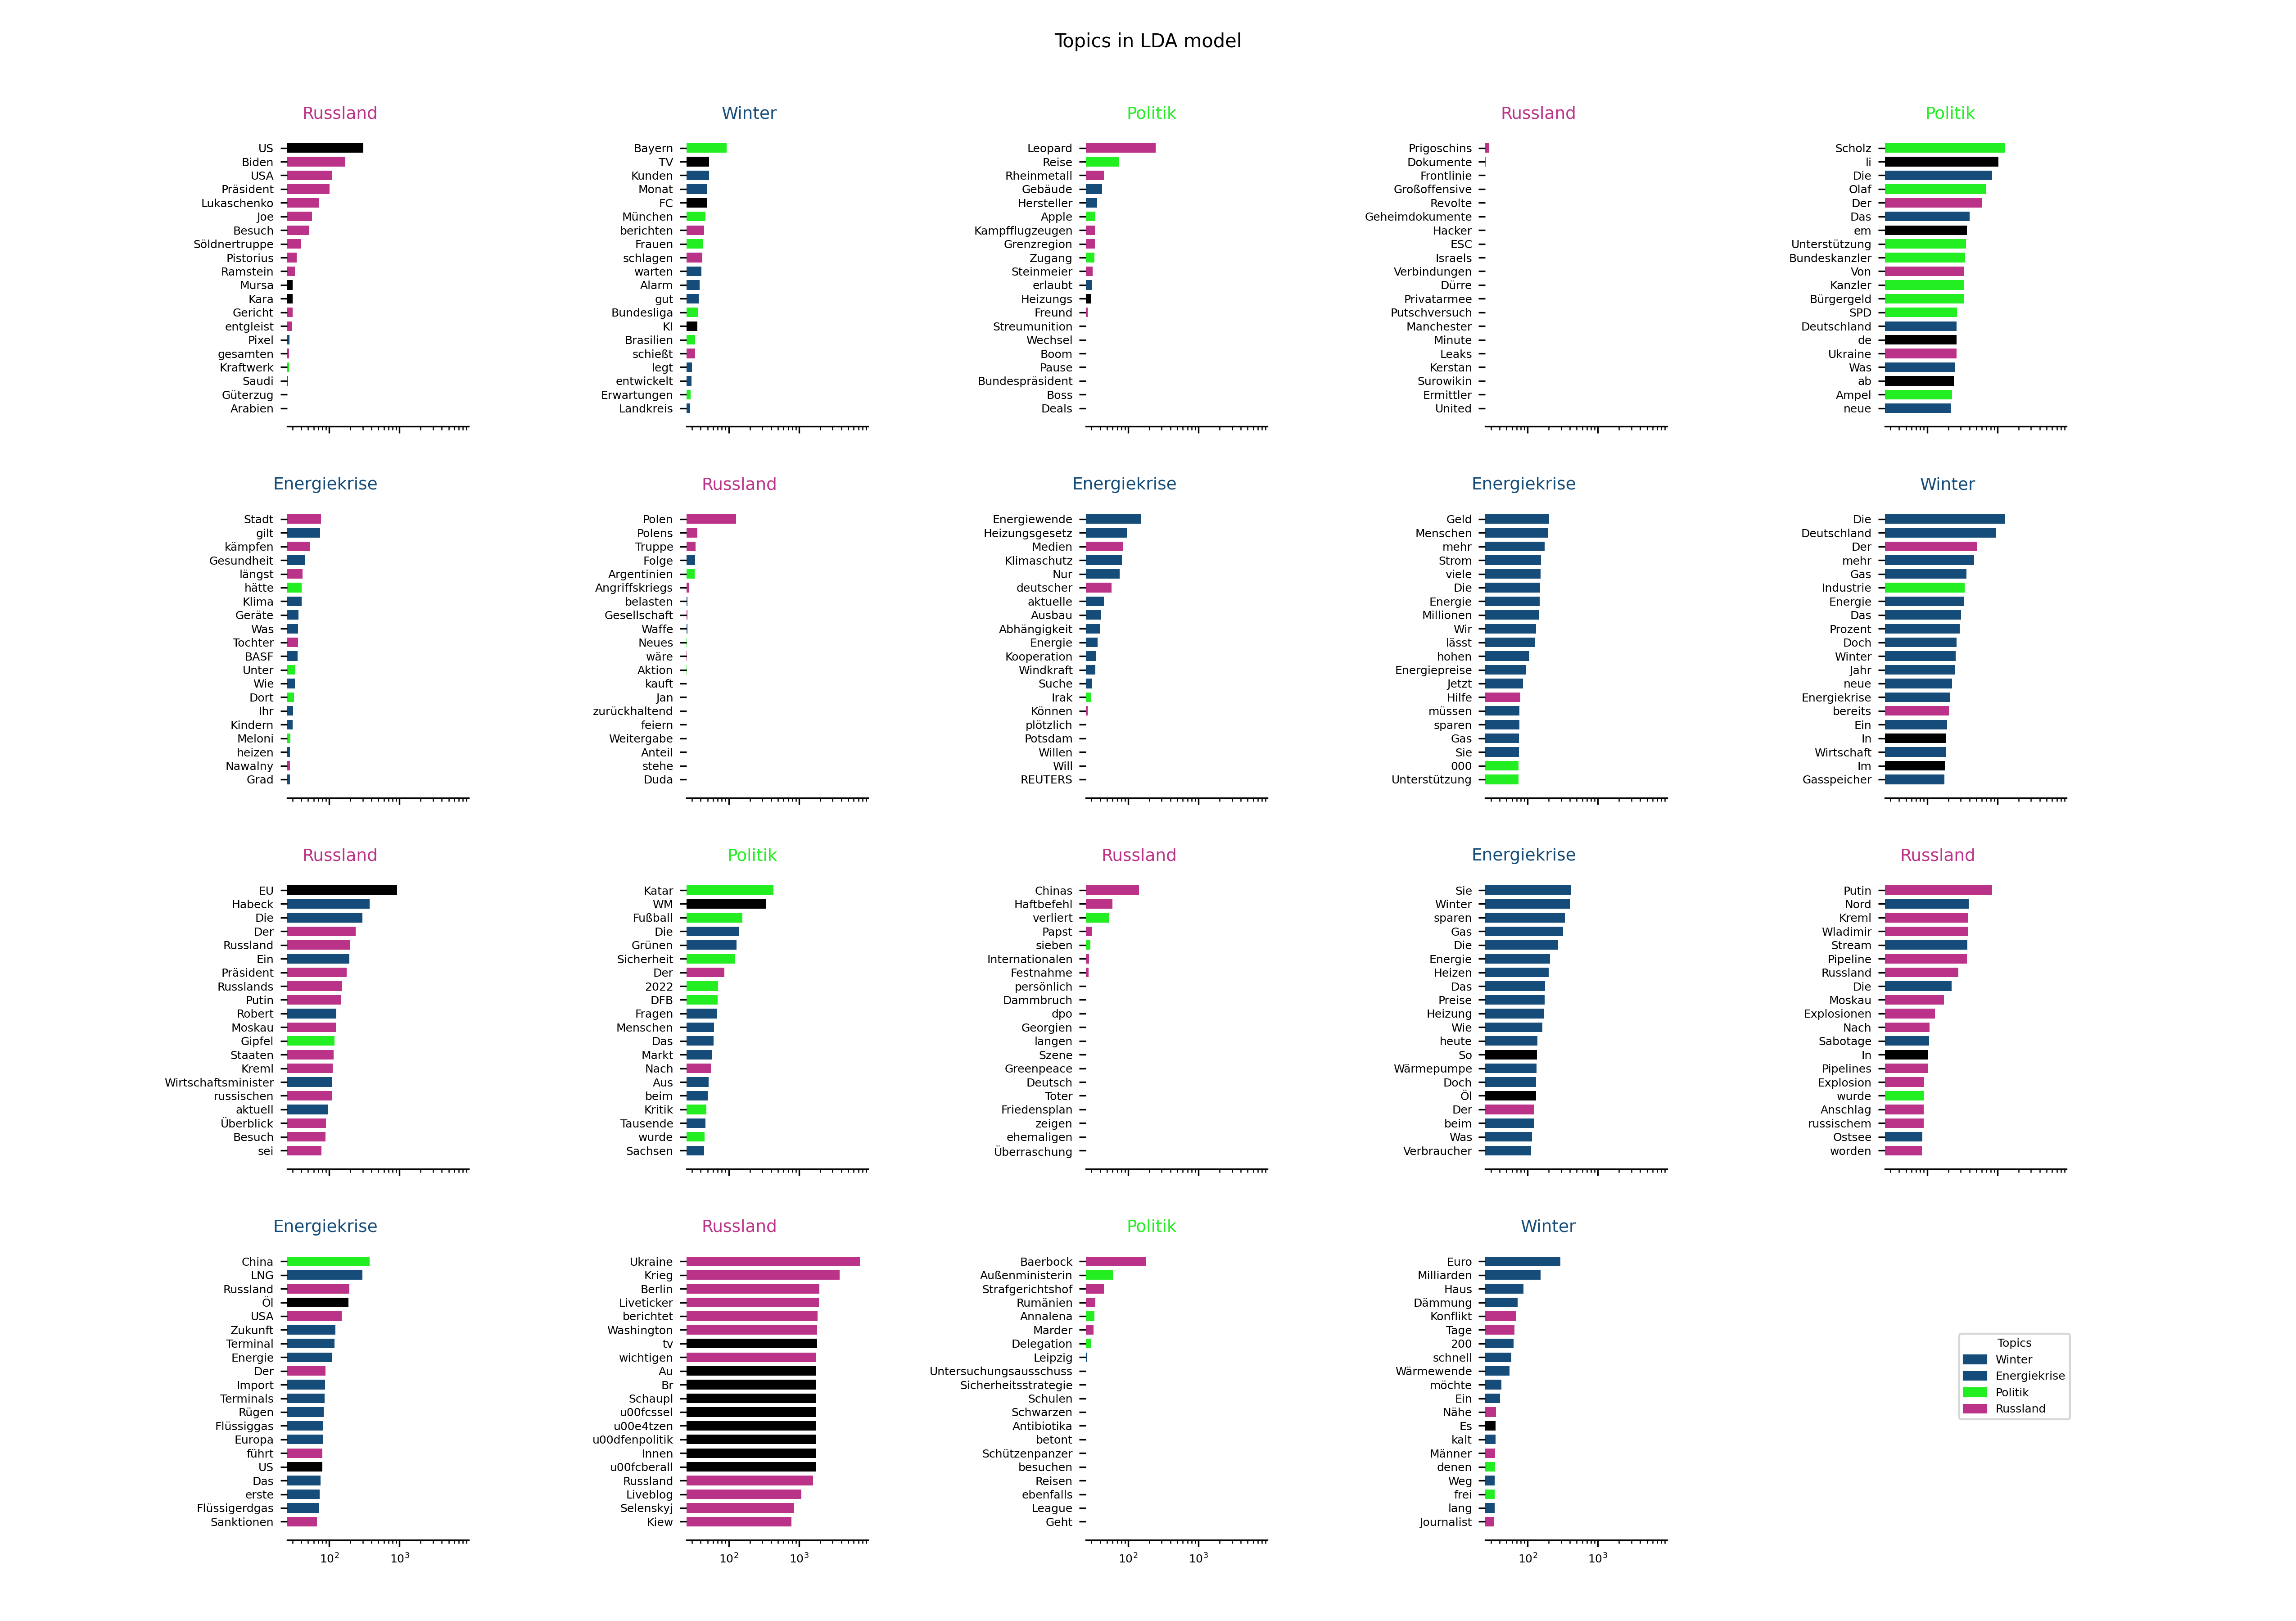 Topics in LDA model
Russland
US
Biden
USA
Präsident
Lukaschenko
Joe
Besuch
Söldnertruppe
Pistorius
Ramstein
Mursa
Kara
Gericht
entgleist
Pixel
gesamten
Kraftwerk
Saudi
Güterzug
Arabien
Winter
Bayern
TV
Kunden
Monat
FC
München
berichten
Frauen
schlagen
warten
Alarm
gut
Bundesliga
KI
Brasilien
schießt
legt
entwickelt
Erwartungen
Landkreis
Politik
Leopard
Reise
Rheinmetall
Gebäude
Hersteller
Apple
Kampfflugzeugen
Grenzregion
Zugang
Steinmeier
erlaubt
Heizungs
Freund
Streumunition
Wechsel
Boom
Pause
Bundespräsident
Boss
Deals
Russland
Prigoschins
Dokumente
Frontlinie
Großoffensive
Revolte
Geheimdokumente
Hacker
ESC
Israels
Verbindungen
Dürre
Privatarmee
Putschversuch
Manchester
Minute
Leaks
Kerstan
Surowikin
Ermittler
United
Politik
Scholz
li
Die
Olaf
Der
Das
em
Unterstützung
Bundeskanzler
Von
Kanzler
Bürgergeld
SPD
Deutschland
de
Ukraine
Was
ab
Ampel
neue
Energiekrise
Stadt
gilt
kämpfen
Gesundheit
längst
hätte
Klima
Geräte
Was
Tochter
BASF
Unter
Wie
Dort
Ihr
Kindern
Meloni
heizen
Nawalny
Grad
Russland
Polen
Polens
Truppe
Folge
Argentinien
Angriffskriegs
belasten
Gesellschaft
Waffe
Neues
wäre
Aktion
kauft
Jan
zurückhaltend
feiern
Weitergabe
Anteil
stehe
Duda
Energiekrise
Energiewende
Heizungsgesetz
Medien
Klimaschutz
Nur
deutscher
aktuelle
Ausbau
Abhängigkeit
Energie
Kooperation
Windkraft
Suche
Irak
Können
plötzlich
Potsdam
Willen
Will
REUTERS
Energiekrise
Geld
Menschen
mehr
Strom
viele
Die
Energie
Millionen
Wir
lässt
hohen
Energiepreise
Jetzt
Hilfe
müssen
sparen
Gas
Sie
000
Unterstützung
Winter
Die
Deutschland
Der
mehr
Gas
Industrie
Energie
Das
Prozent
Doch
Winter
Jahr
neue
Energiekrise
bereits
Ein
In
Wirtschaft
Im
Gasspeicher
Russland
EU
Habeck
Die
Der
Russland
Ein
Präsident
Russlands
Putin
Robert
Moskau
Gipfel
Staaten
Kreml
Wirtschaftsminister
russischen
aktuell
Überblick
Besuch
sei
Politik
Katar
WM
Fußball
Die
Grünen
Sicherheit
Der
2022
DFB
Fragen
Menschen
Das
Markt
Nach
Aus
beim
Kritik
Tausende
wurde
Sachsen
Russland
Chinas
Haftbefehl
verliert
Papst
sieben
Internationalen
Festnahme
persönlich
Dammbruch
dpo
Georgien
langen
Szene
Greenpeace
Deutsch
Toter
Friedensplan
zeigen
ehemaligen
Überraschung
Energiekrise
Sie
Winter
sparen
Gas
Die
Energie
Heizen
Das
Preise
Heizung
Wie
heute
So
Wärmepumpe
Doch
Öl
Der
beim
Was
Verbraucher
Russland
Putin
Nord
Kreml
Wladimir
Stream
Pipeline
Russland
Die
Moskau
Explosionen
Nach
Sabotage
In
Pipelines
Explosion
wurde
Anschlag
russischem
Ostsee
worden
Energiekrise
China
LNG
Russland
Öl
USA
Zukunft
Terminal
Energie
Der
Import
Terminals
Rügen
Flüssiggas
Europa
führt
US
Das
erste
Flüssigerdgas
Sanktionen
10²
10³
Russland
Ukraine
Krieg
Berlin
Liveticker
berichtet
Washington
tv
wichtigen
Au
Br
Schaupl
u00fcssel
u00e4tzen
u00dfenpolitik
Innen
u00fcberall
Russland
Liveblog
Selenskyj
Kiew
10²
10³
Politik
Baerbock
Außenministerin
Strafgerichtshof
Rumänien
Annalena
Marder
Delegation
Leipzig
Untersuchungsausschuss
Sicherheitsstrategie
Schulen
Schwarzen
Antibiotika
betont
Schützenpanzer
besuchen
Reisen
ebenfalls
League
Geht
10²
10³
Winter
Euro
Milliarden
Haus
Dämmung
Konflikt
Tage
200
schnell
Wärmewende
möchte
Ein
Nähe
Es
kalt
Männer
denen
Weg
frei
lang
Journalist
10²
10³
Topics
Winter
Energiekrise
Politik
Russland